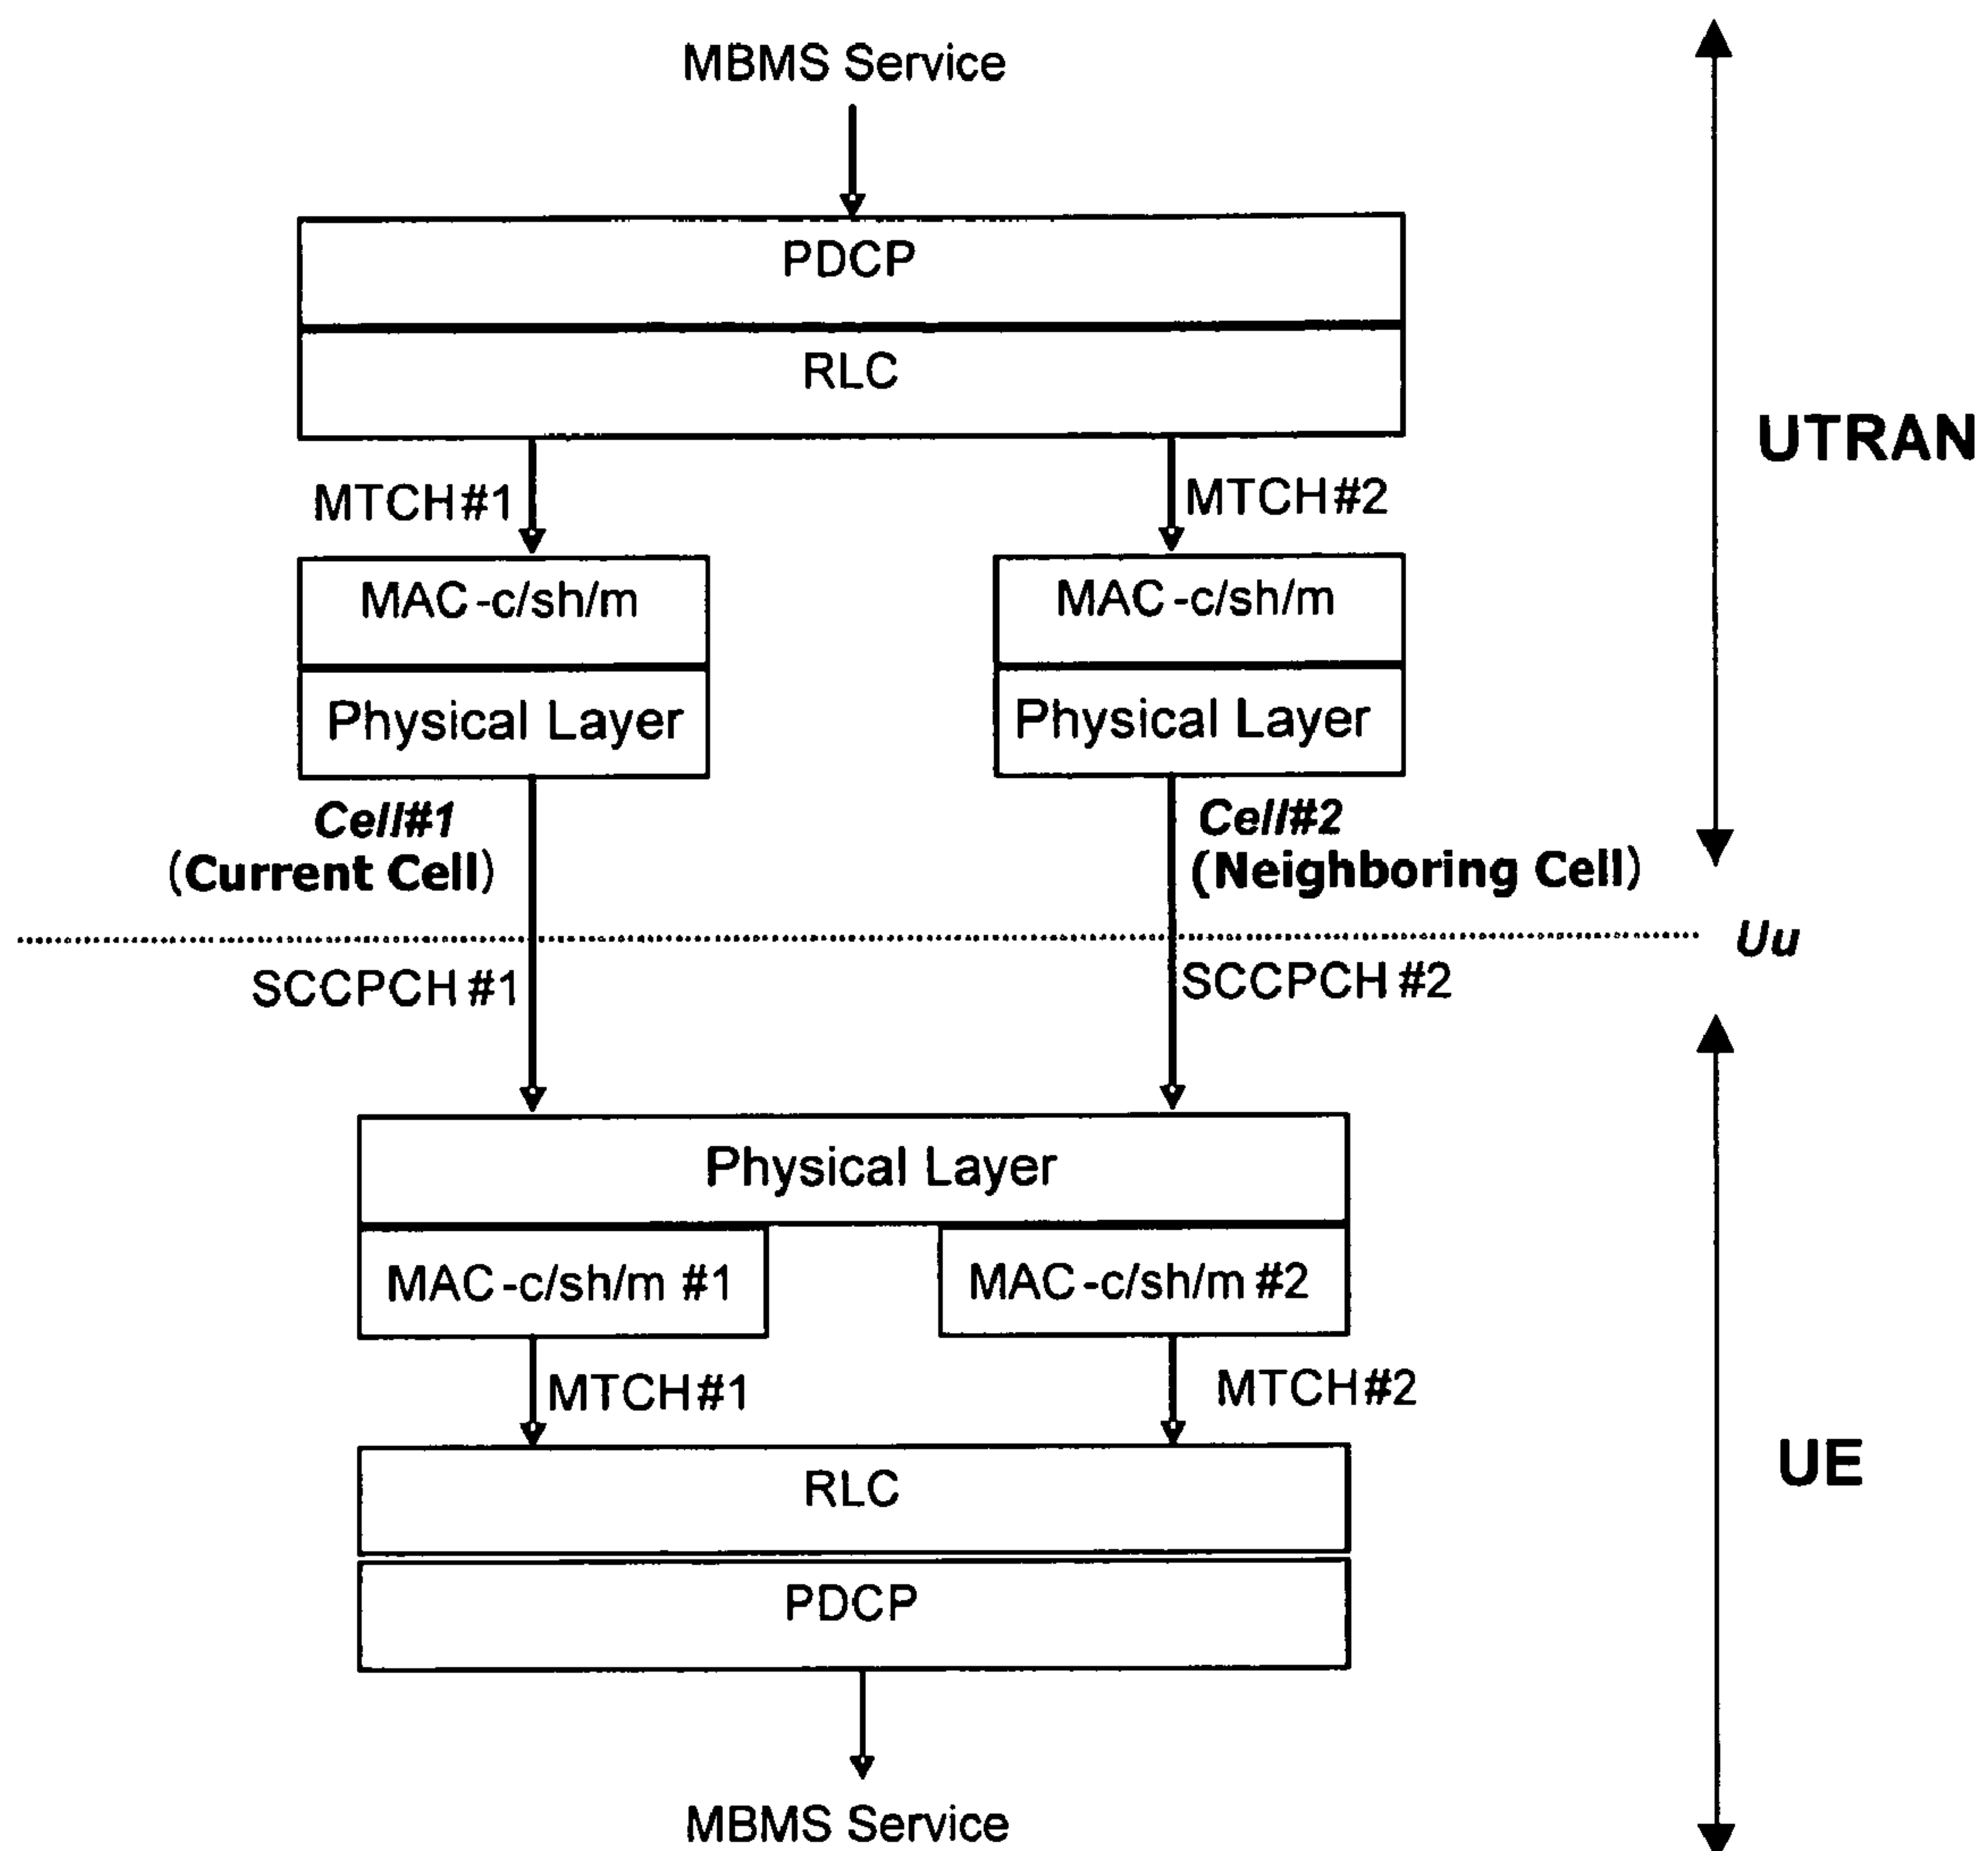 MBMS Service
PDCP
RLC
UTRAN
MTCH#1
MTCH#2
MAC-c/sh/m
MAC-c/sh/m
Physical Layer
Physical Layer
Cell#1
(Current Cell)
Cell#2
(Neighboring Cell)
Uu
SCCPCH #1
SCCPCH #2
Physical Layer
MAC-c/sh/m #1
MAC-c/sh/m #2
MTCH#1
MTCH#2
RLC
UE
PDCP
MBMS Service